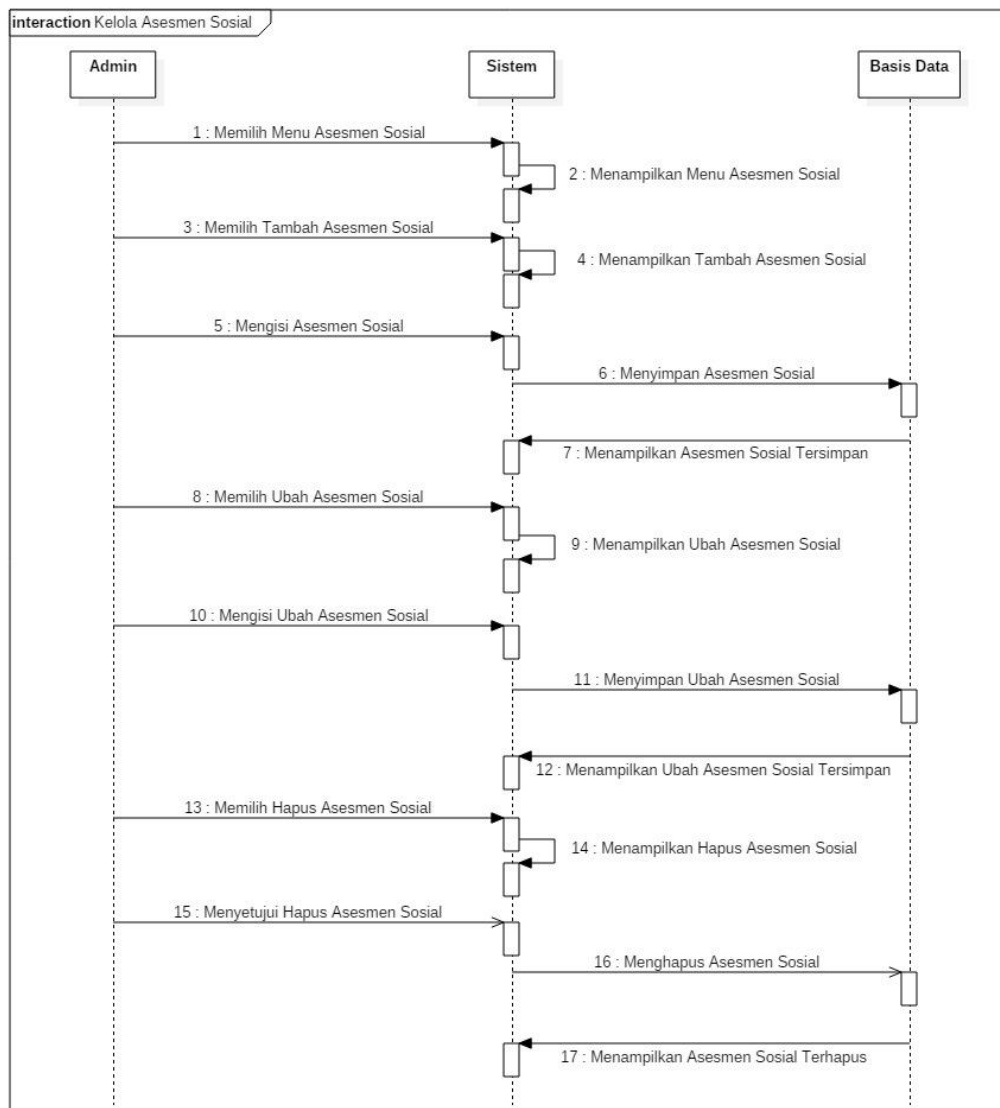 interaction Kelola Asesmen Sosial
Admin
Sistem
Basis Data
1 : Memilih Menu Asesmen Sosial
2 : Menampilkan Menu Asesmen Sosial
3 : Memilih Tambah Asesmen Sosial
4 : Menampilkan Tambah Asesmen Sosial
5 : Mengisi Asesmen Sosial
6 : Menyimpan Asesmen Sosial
7 : Menampilkan Asesmen Sosial Tersimpan
8 : Memilih Ubah Asesmen Sosial
9 : Menampilkan Ubah Asesmen Sosial
10 : Mengisi Ubah Asesmen Sosial
11 : Menyimpan Ubah Asesmen Sosial
12 : Menampilkan Ubah Asesmen Sosial Tersimpan
13 : Memilih Hapus Asesmen Sosial
14 : Menampilkan Hapus Asesmen Sosial
15 : Menyetujui Hapus Asesmen Sosial
16 : Menghapus Asesmen Sosial
17 : Menampilkan Asesmen Sosial Terhapus